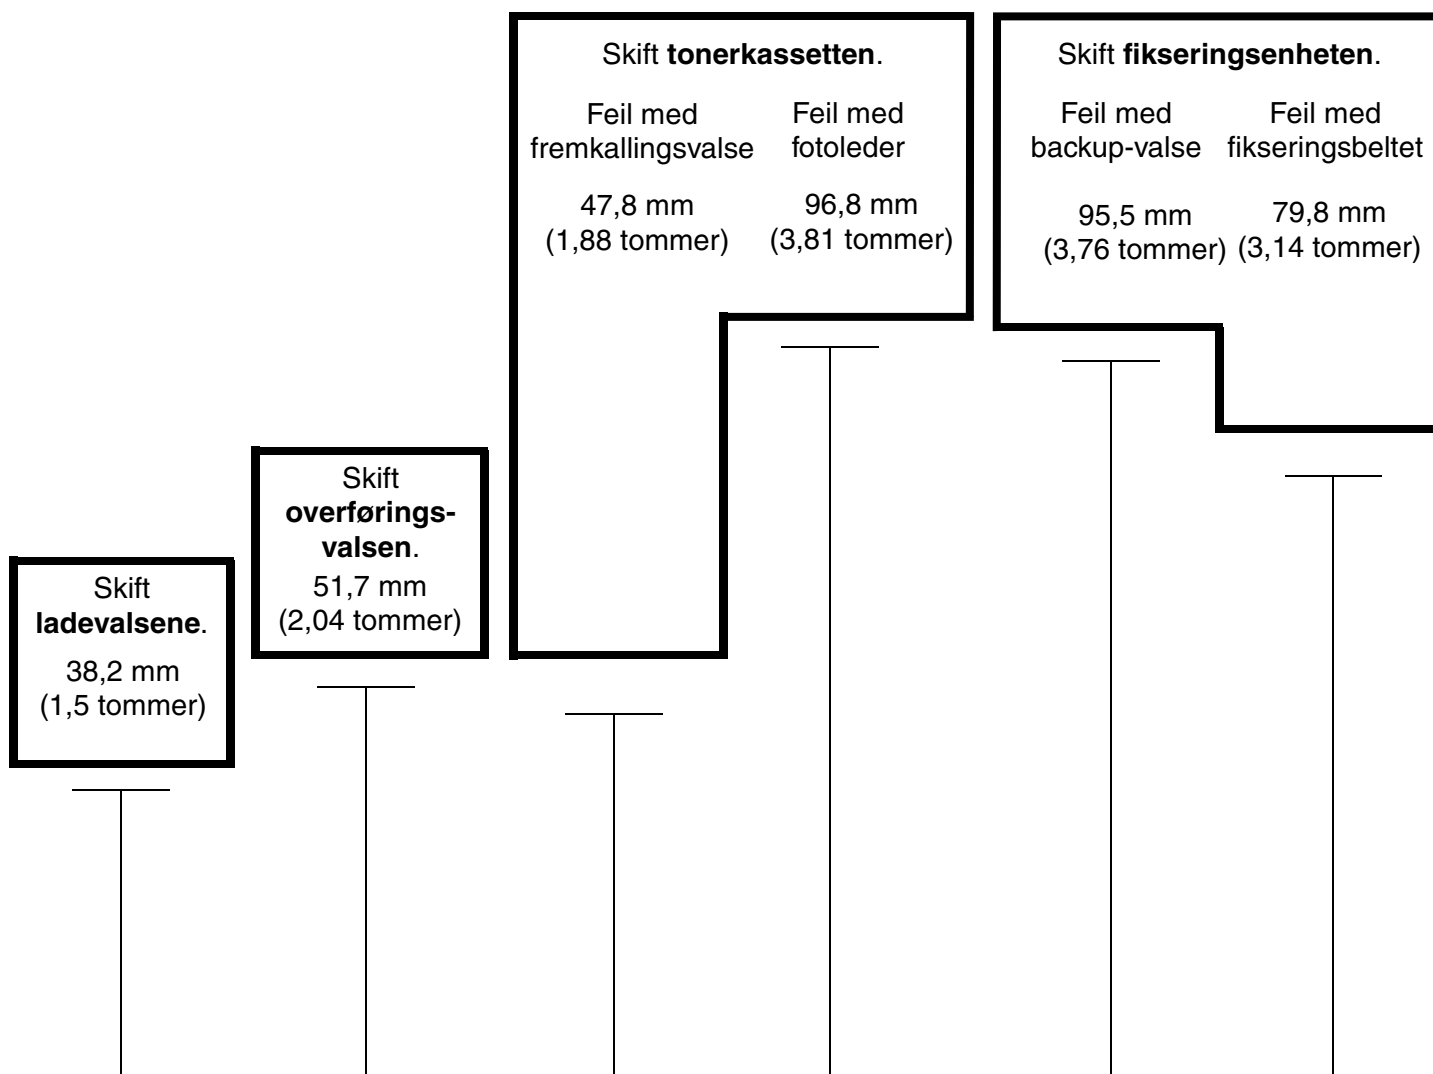 Skift tonerkassetten.
Feil med
fremkallingsvalse
47,8 mm
(1,88 tommer)
Feil med
fotoleder
96,8 mm
(3,81 tommer)
Skift fikseringsenheten.
Feil med
backup-valse
95,5 mm
(3,76 tommer)
Feil med
fikseringsbeltet
79,8 mm
(3,14 tommer)
Skift
overførings-
valsen.
51,7 mm
(2,04 tommer)
Skift
ladevalsene.
38,2 mm
(1,5 tommer)